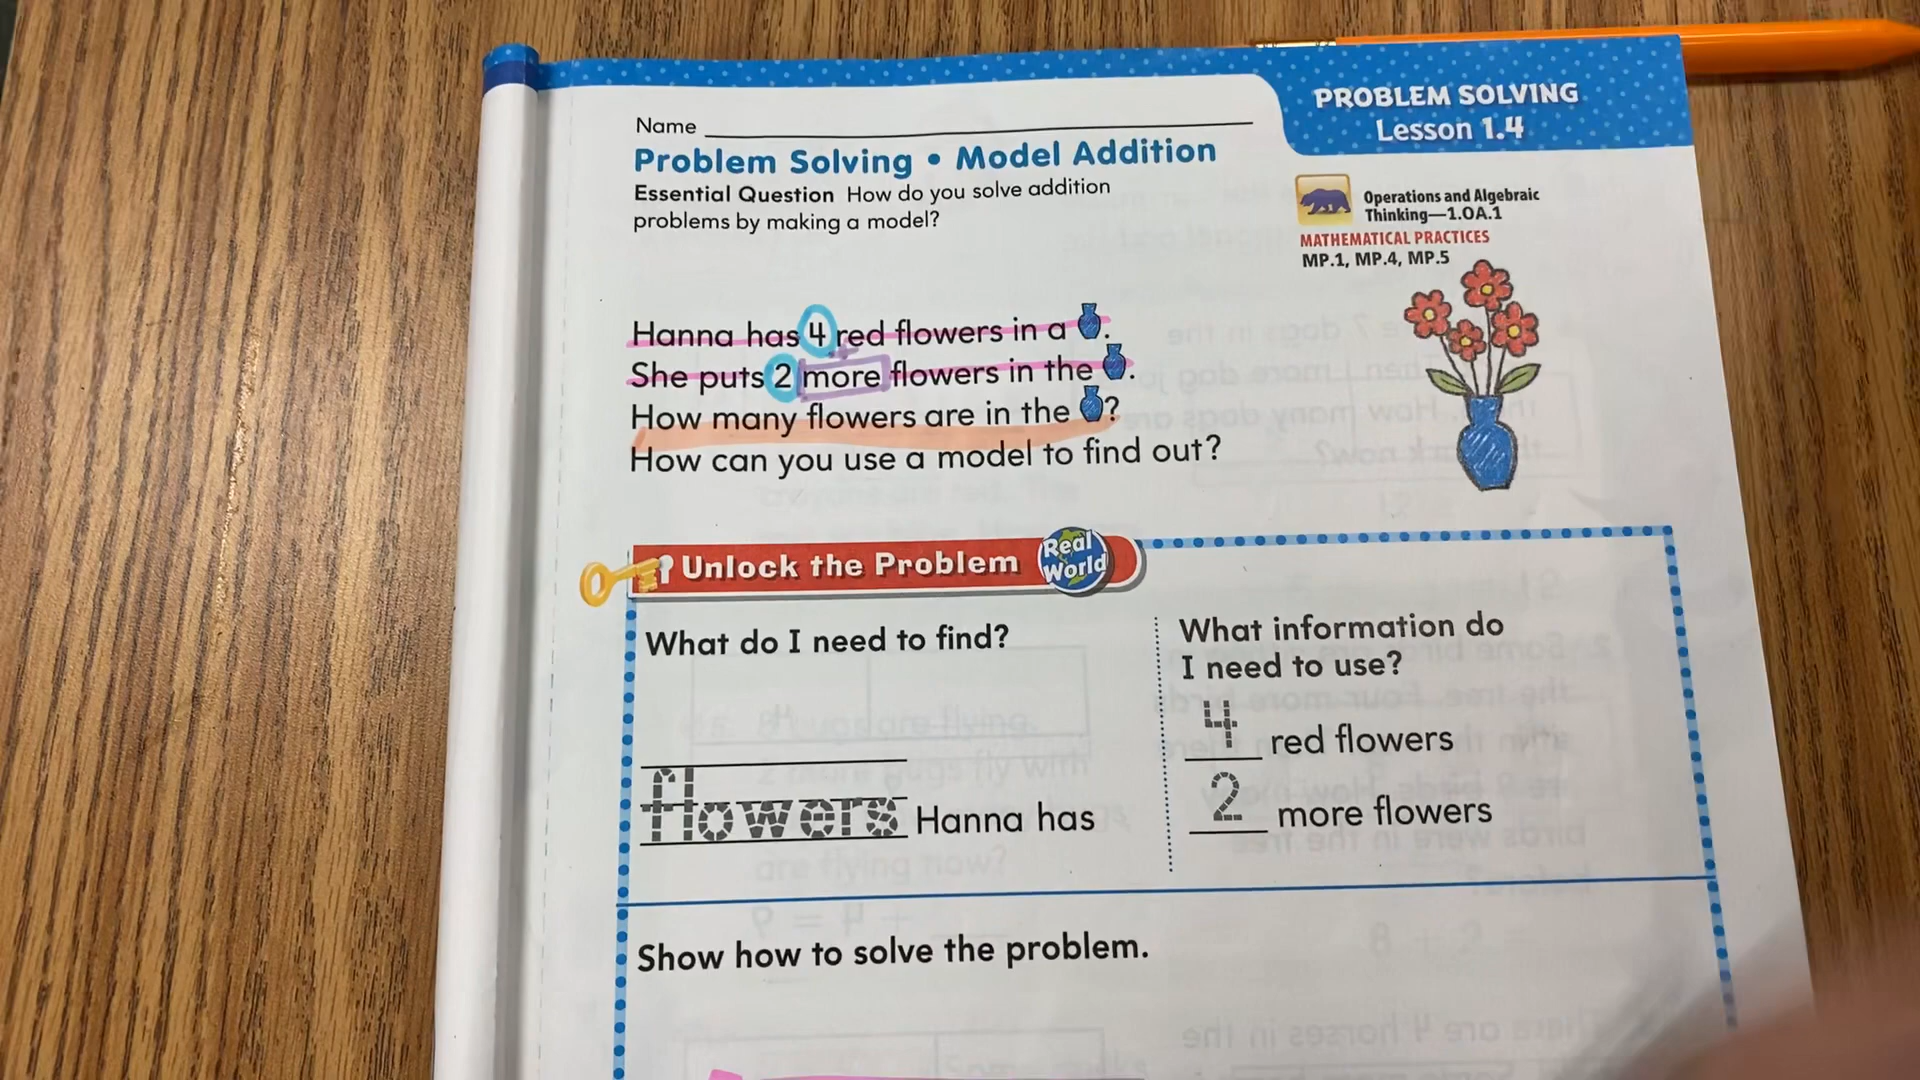 PROBLEM SOLVING
Lesson 1.4
Name
Problem Solving • Model Addition
Essential Question How do you solve addition
problems by making a model?
Operations and Algebraic
Thinking—1.OA.1
MATHEMATICAL PRACTICES
MP.1, MP.4, MP.5
Hanna has 4 red flowers in a .
She puts 2 more flowers in the .
How many flowers are in the ?
How can you use a model to find out?
Unlock the Problem
Real
World
What do I need to find?
flowers Hanna has
What information do
I need to use?
4 red flowers
2 more flowers
Show how to solve the problem.